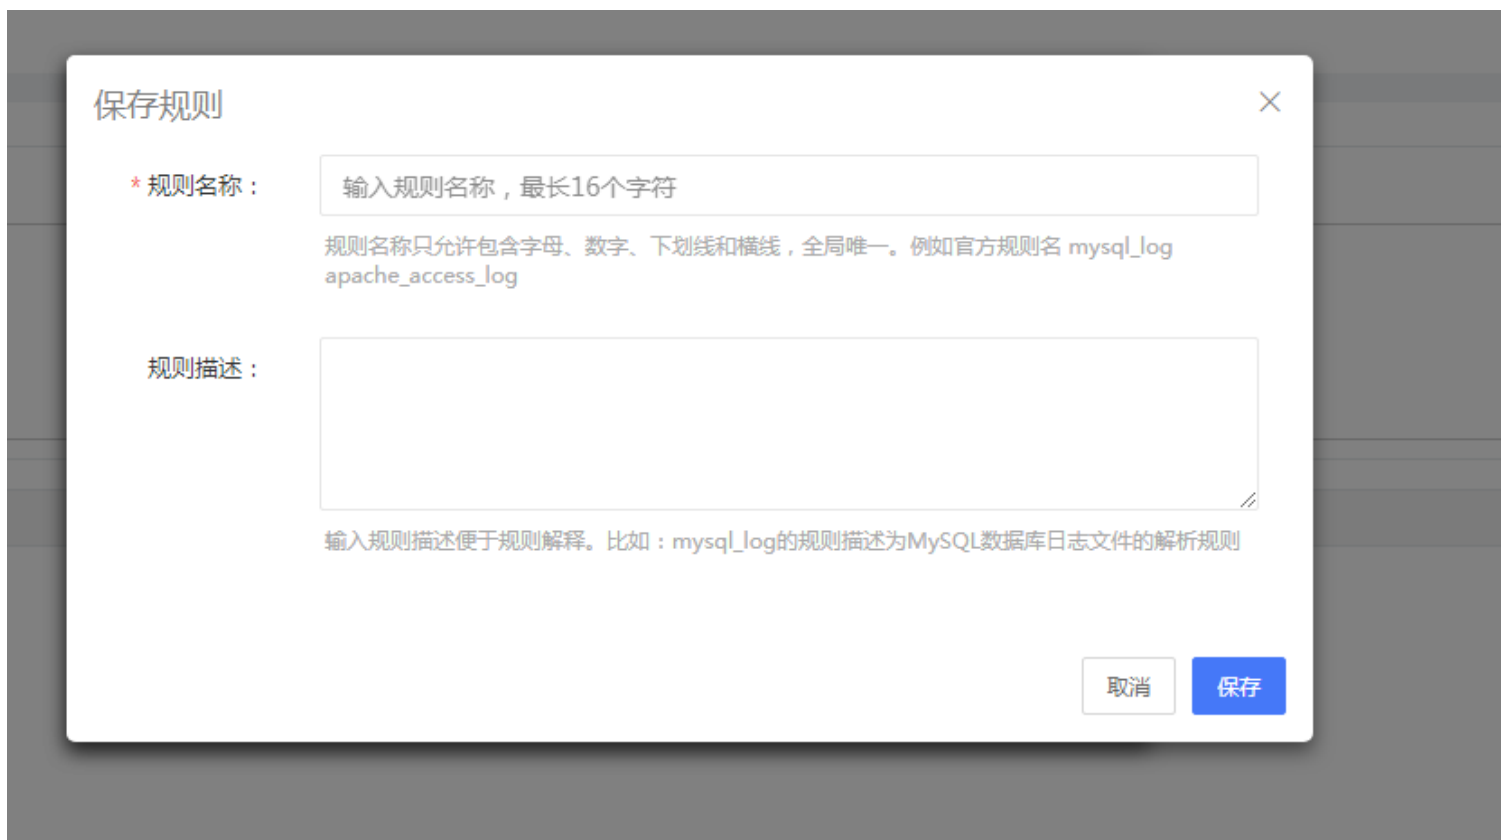 保存规则
* 规则名称：
输入规则名称，最长16个字符
规则名称只允许包含字母、数字、下划线和横线，全局唯一。例如官方规则名 mysql_log
apache_access_log
规则描述：
输入规则描述便于规则解释。比如：mysql_log的规则描述为MySQL数据库日志文件的解析规则
取消
保存